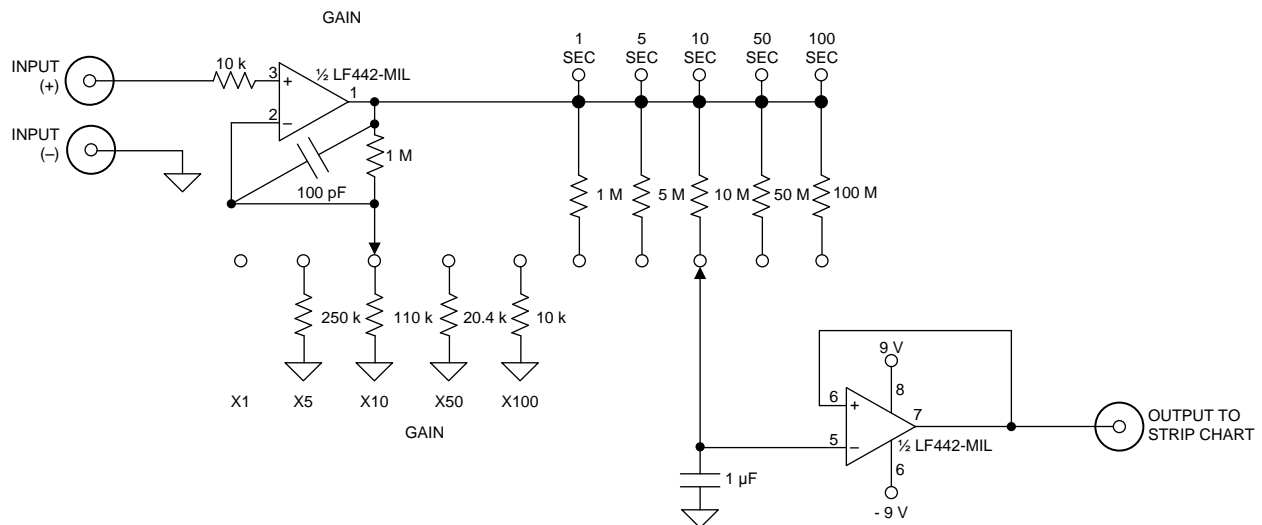 GAIN
INPUT
(+)
10 k
3
+
½ LF442-MIL
1
2
–
INPUT
(–)
1 M
100 pF
1
SEC
5
SEC
10
SEC
50
SEC
100
SEC
1 M
5 M
10 M
50 M
100 M
250 k
110 k
20.4 k
10 k
X1
X5
X10
X50
X100
GAIN
9 V
8
6
+
7
5
–
½ LF442-MIL
6
- 9 V
1 µF
OUTPUT TO
STRIP CHART